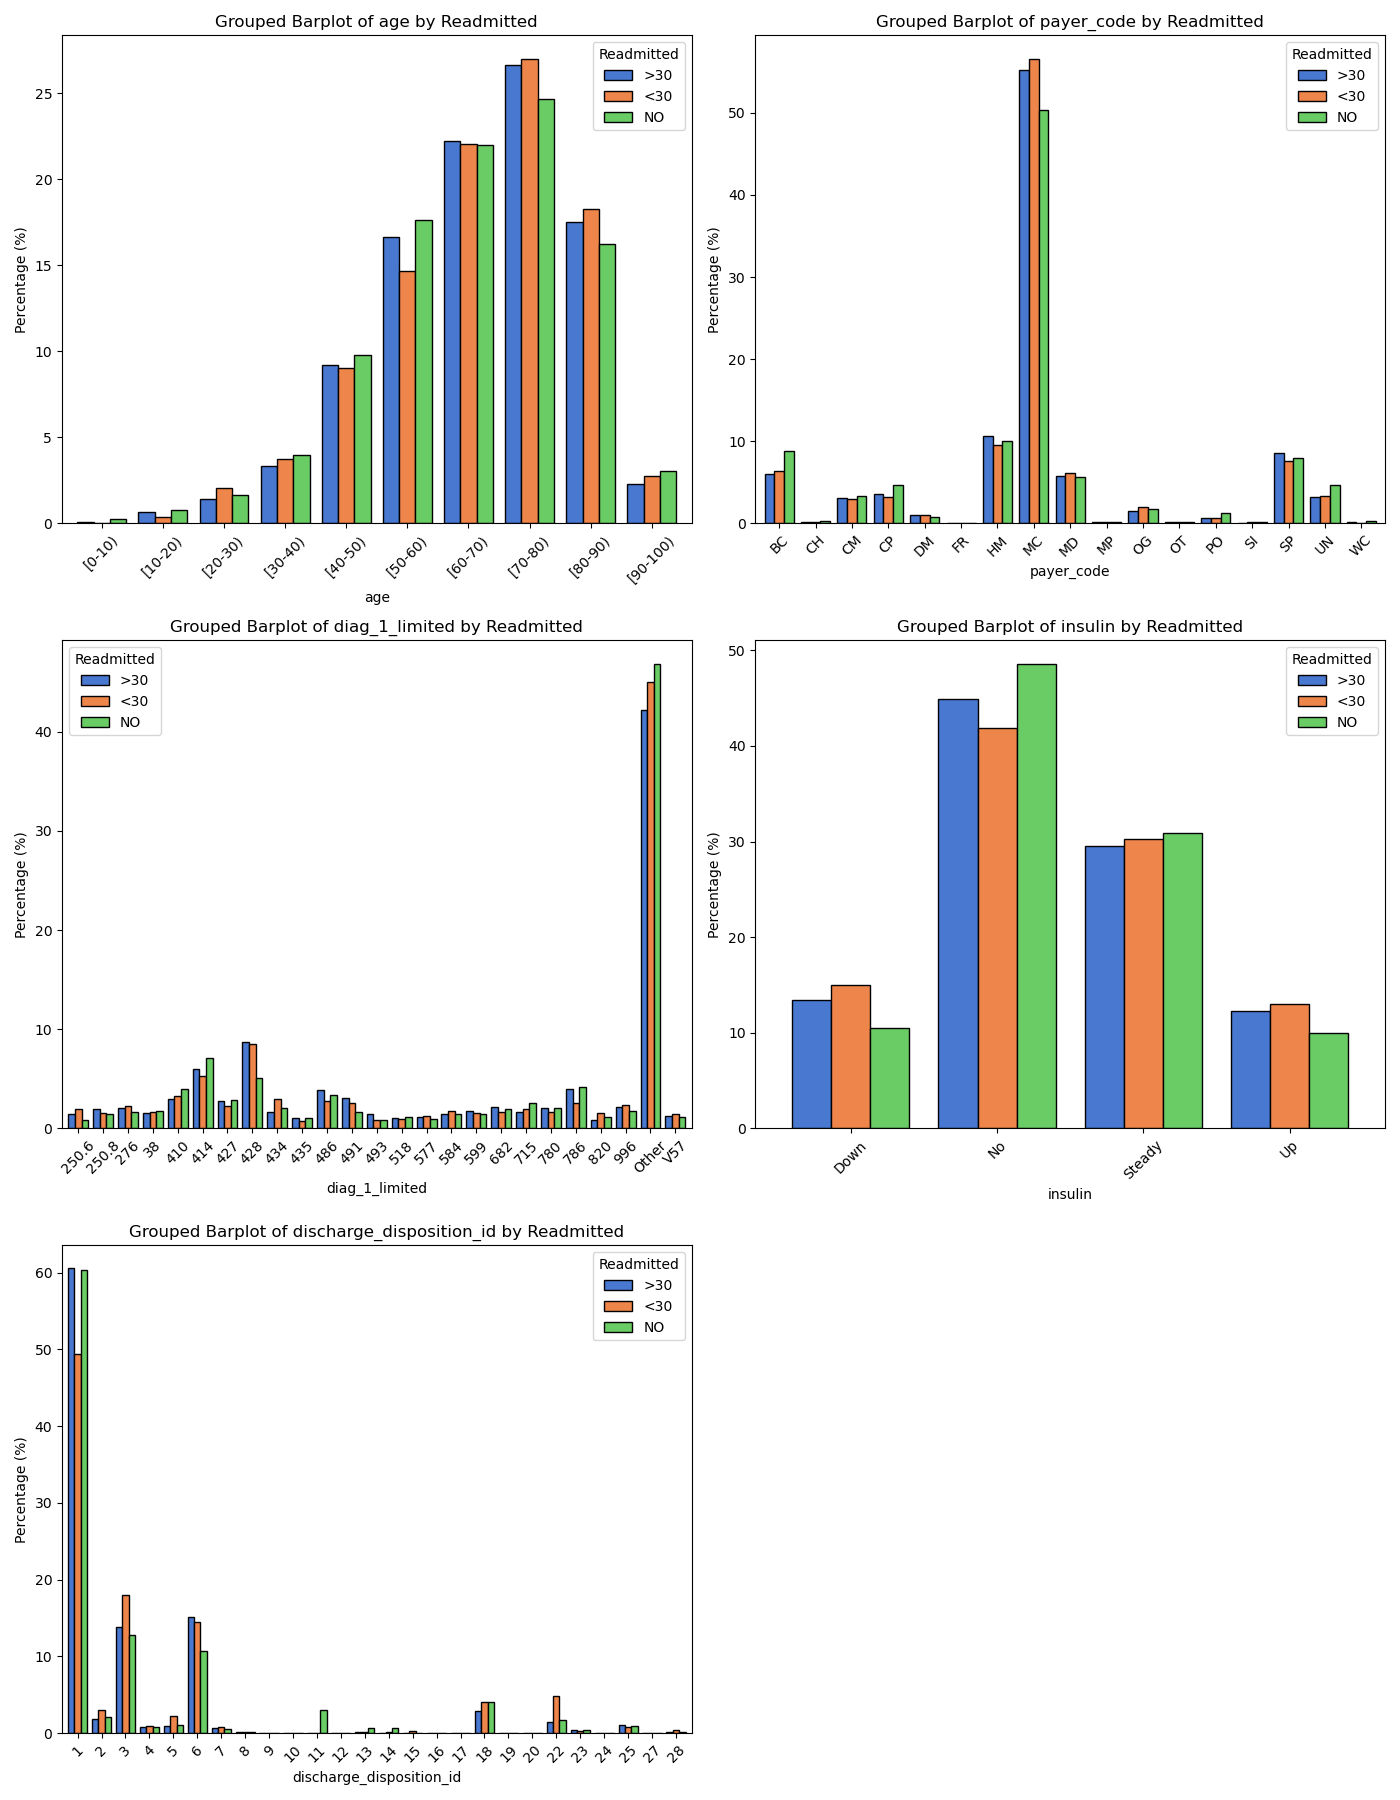 Grouped Barplot of age by Readmitted
Readmitted
>30
<30
NO
Percentage (%)
25
20
15
10
5
0
[0-10)
[10-20)
[20-30)
[30-40)
[40-50)
[50-60)
[60-70)
[70-80)
[80-90)
[90-100)
age
Grouped Barplot of payer_code by Readmitted
Readmitted
>30
<30
NO
Percentage (%)
50
40
30
20
10
0
BC
CH
CM
CP
DM
FR
HM
MC
MD
MP
OG
OT
PO
SI
SP
UN
WC
payer_code
Grouped Barplot of diag_1_limited by Readmitted
Readmitted
>30
<30
NO
Percentage (%)
40
30
20
10
0
250.6
250.8
276
38
410
414
427
428
434
435
486
491
493
518
577
584
599
682
715
780
786
820
996
Other
V57
diag_1_limited
Grouped Barplot of insulin by Readmitted
Readmitted
>30
<30
NO
Percentage (%)
50
40
30
20
10
0
Down
No
Steady
Up
insulin
Grouped Barplot of discharge_disposition_id by Readmitted
Readmitted
>30
<30
NO
Percentage (%)
60
50
40
30
20
10
0
1
2
3
4
5
6
7
8
9
10
11
12
13
14
15
16
17
18
19
20
22
23
24
25
27
28
discharge_disposition_id